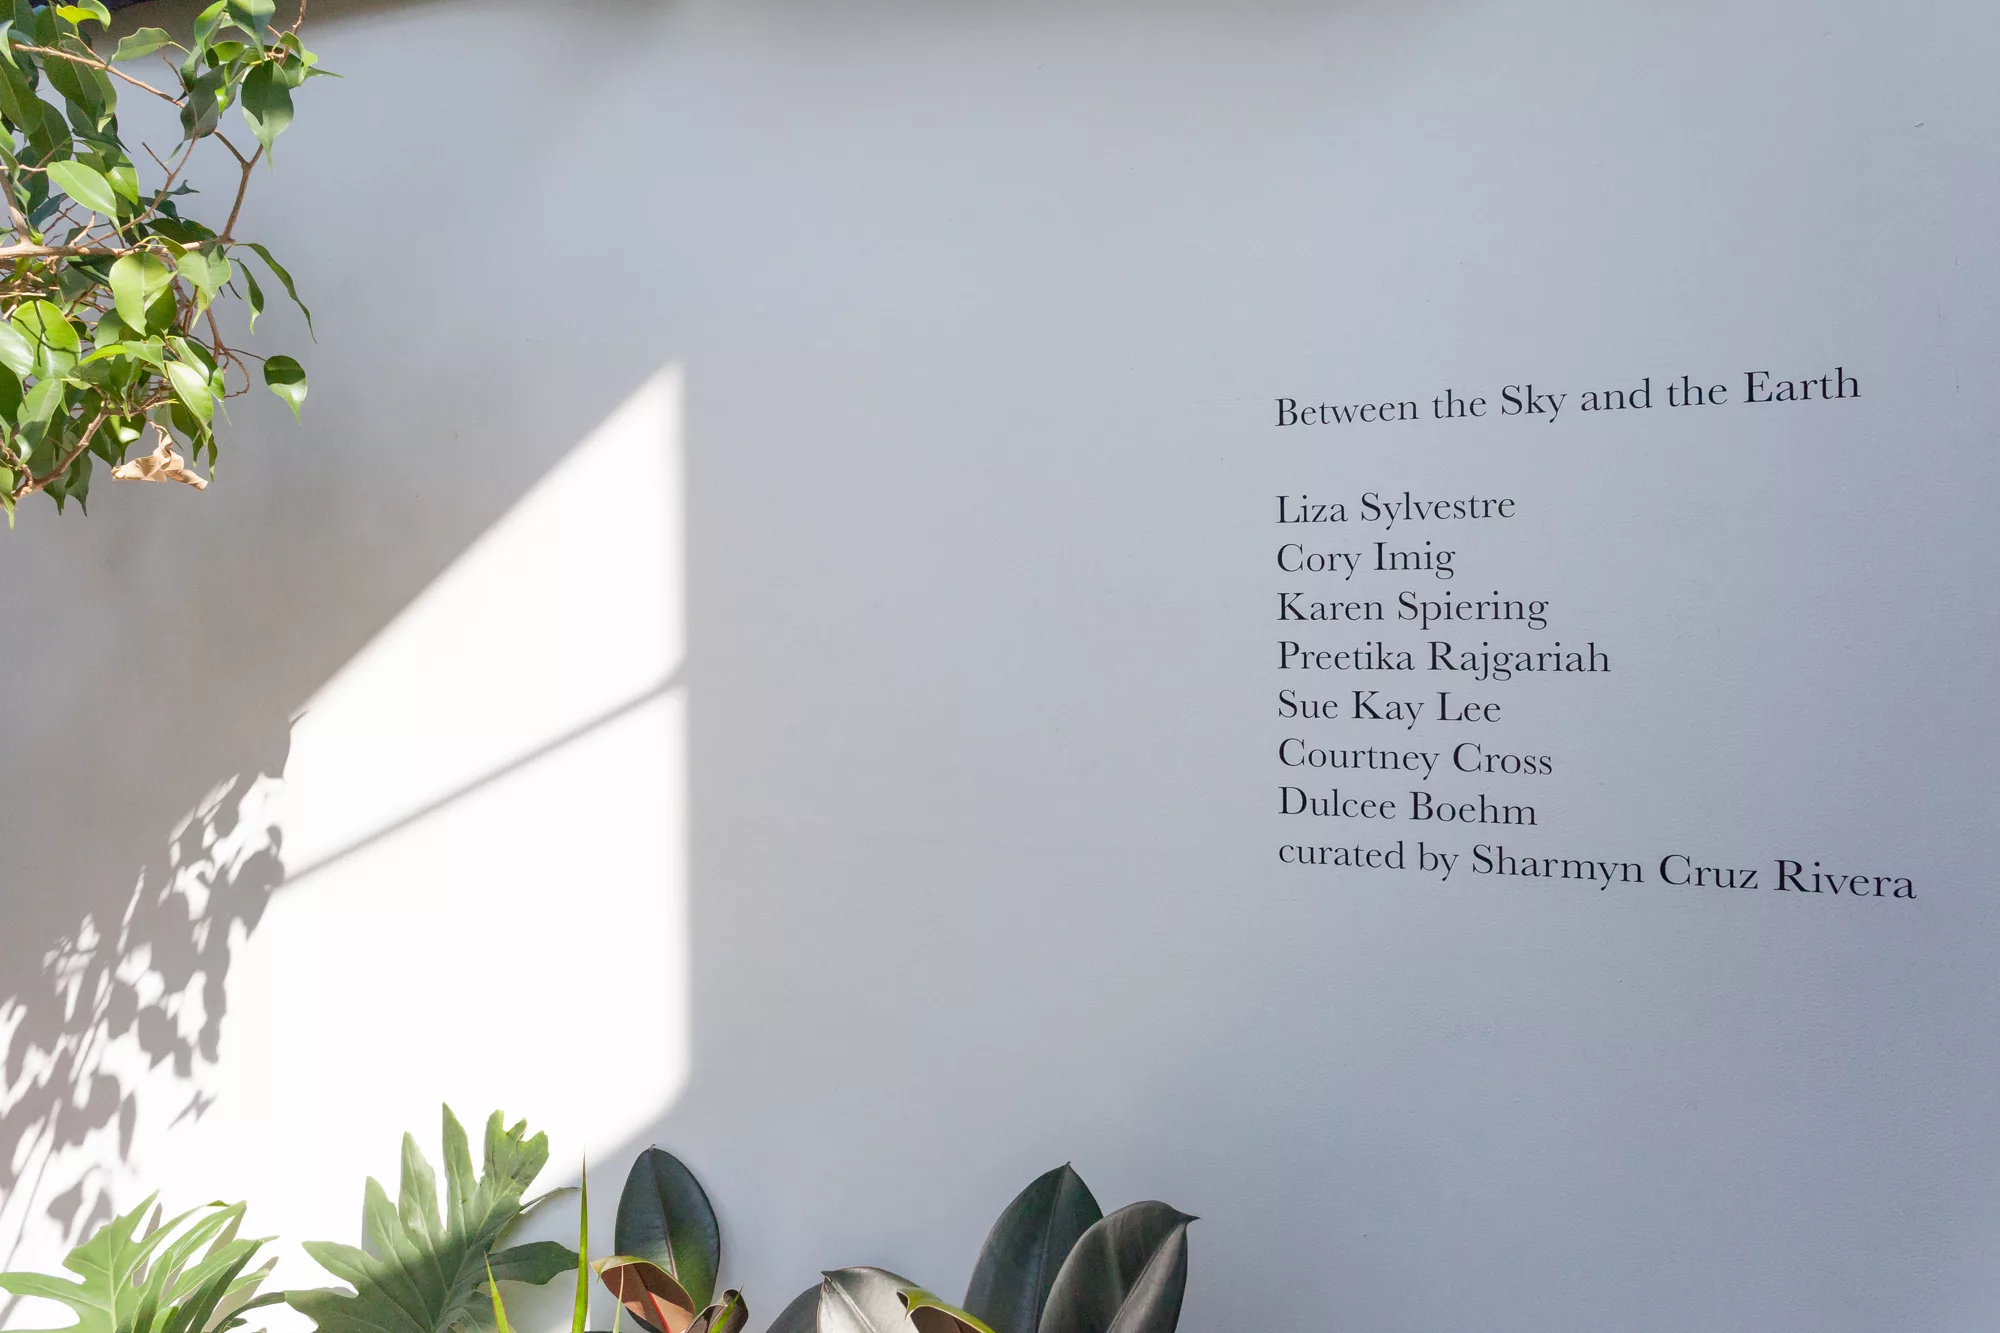 Between the Sky and the Earth
Liza Sylvestre
Cory Imig
Karen Spiering
Preetika Rajgariah
Sue Kay Lee
Courtney Cross
Dulcee Boehm
curated by Sharmyn Cruz Rivera